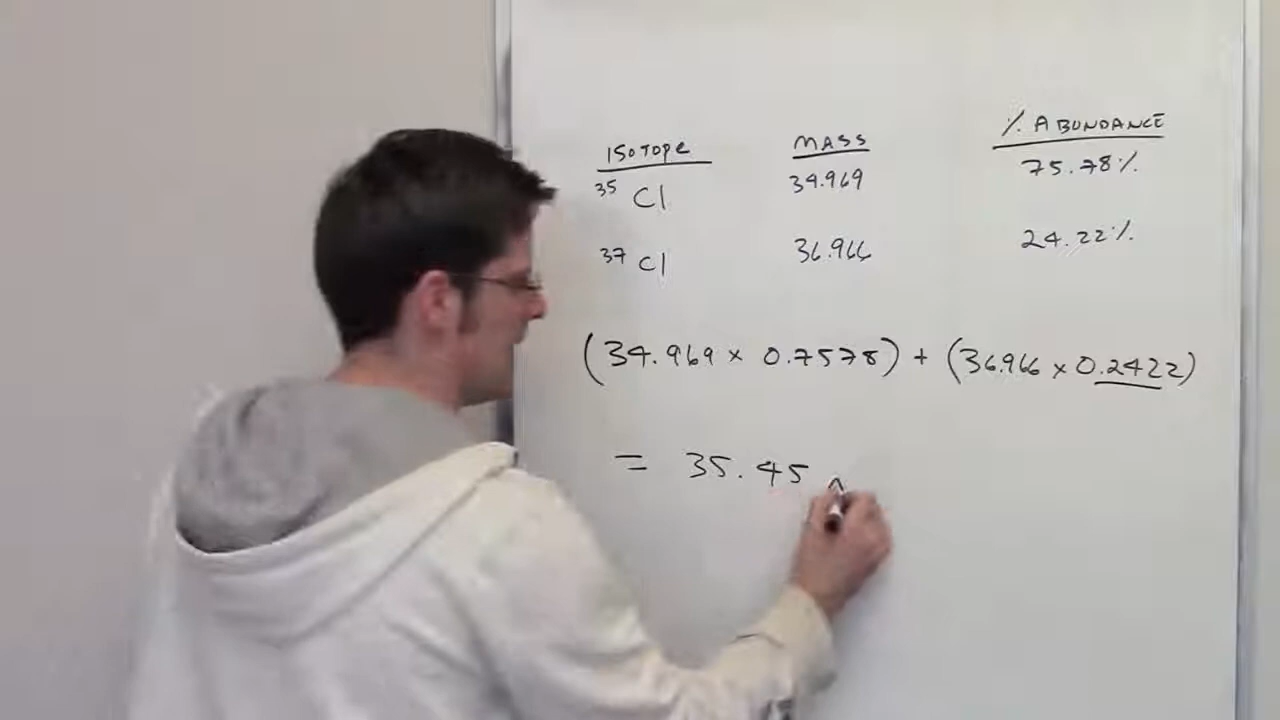 ISOTOPE MASS % ABUNDANCE
35 Cl 34.969 75.78%
37 Cl 36.966 24.22%
(34.969 × 0.7578) + (36.966 × 0.2422)
= 35.45